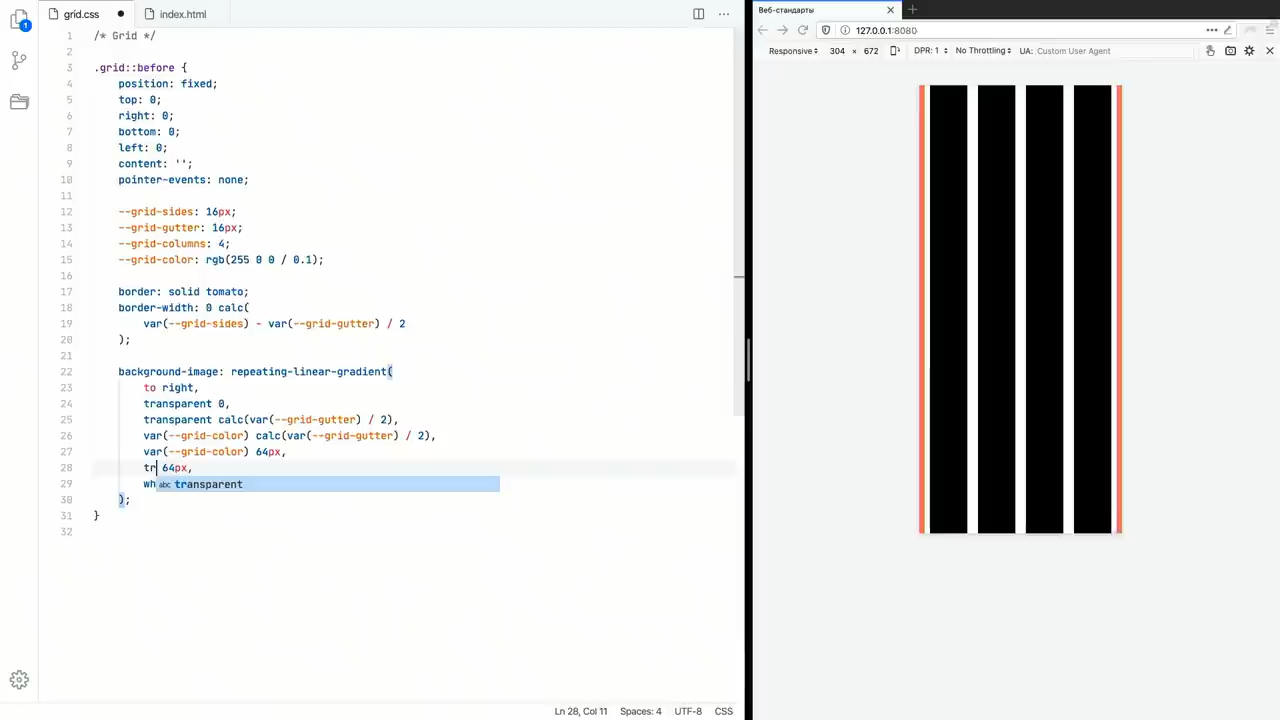 grid.css
index.html
1 /* Grid */
2
3 .grid::before {
4 position: fixed;
5 top: 0;
6 right: 0;
7 bottom: 0;
8 left: 0;
9 content: '';
10 pointer-events: none;
11
12 --grid-sides: 16px;
13 --grid-gutter: 16px;
14 --grid-columns: 4;
15 --grid-color: rgb(255 0 0 / 0.1);
16
17 border: solid tomato;
18 border-width: 0 calc(
19 var(--grid-sides) - var(--grid-gutter) / 2
20 );
21
22 background-image: repeating-linear-gradient(
23 to right,
24 transparent 0,
25 transparent calc(var(--grid-gutter) / 2),
26 var(--grid-color) calc(var(--grid-gutter) / 2),
27 var(--grid-color) 64px,
28 tr 64px,
29 wh abc transparent
30 );
31 }
32
1
Ln 28, Col 11 Spaces: 4 UTF-8 CSS
Веб-стандарты
127.0.0.1:8080
Responsive 304 × 672 DPR: 1 No Throttling UA: Custom User Agent